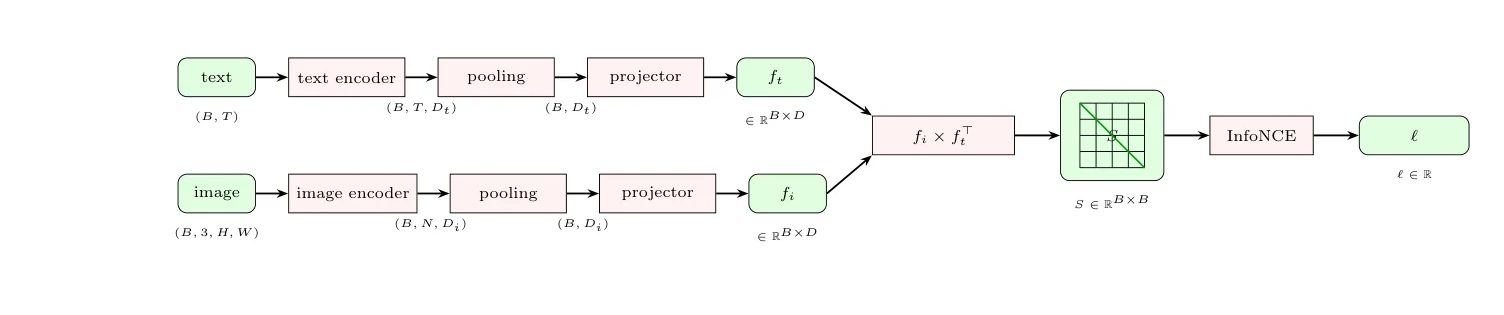 text
text encoder
pooling
projector
f_t
(B, T)
(B, T, D_t)
(B, D_t)
∈ ℝ^{B×D}
f_i × f_t^⊤
S
InfoNCE
ℓ
S ∈ ℝ^{B×B}
ℓ ∈ ℝ
image
image encoder
pooling
projector
f_i
(B, 3, H, W)
(B, N, D_i)
(B, D_i)
∈ ℝ^{B×D}